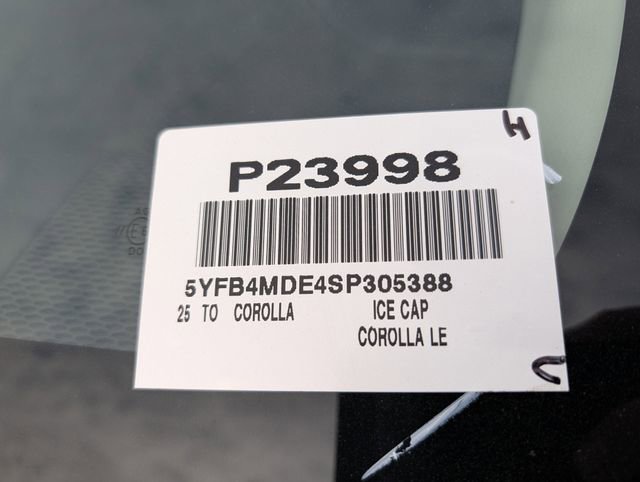 H
P23998
5YFB4MDE4SP305388
25 TO COROLLA ICE CAP
COROLLA LE